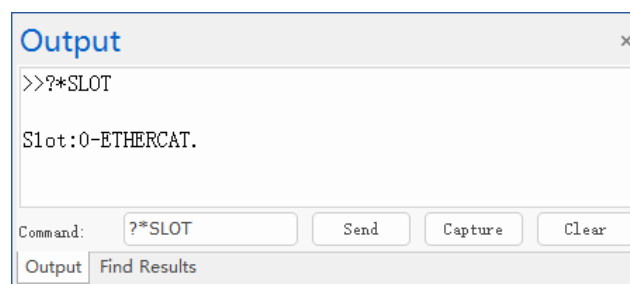 Output ×
>>?*SLOT
Slot:0-ETHERCAT.
Command: ?*SLOT Send Capture Clear
Output Find Results